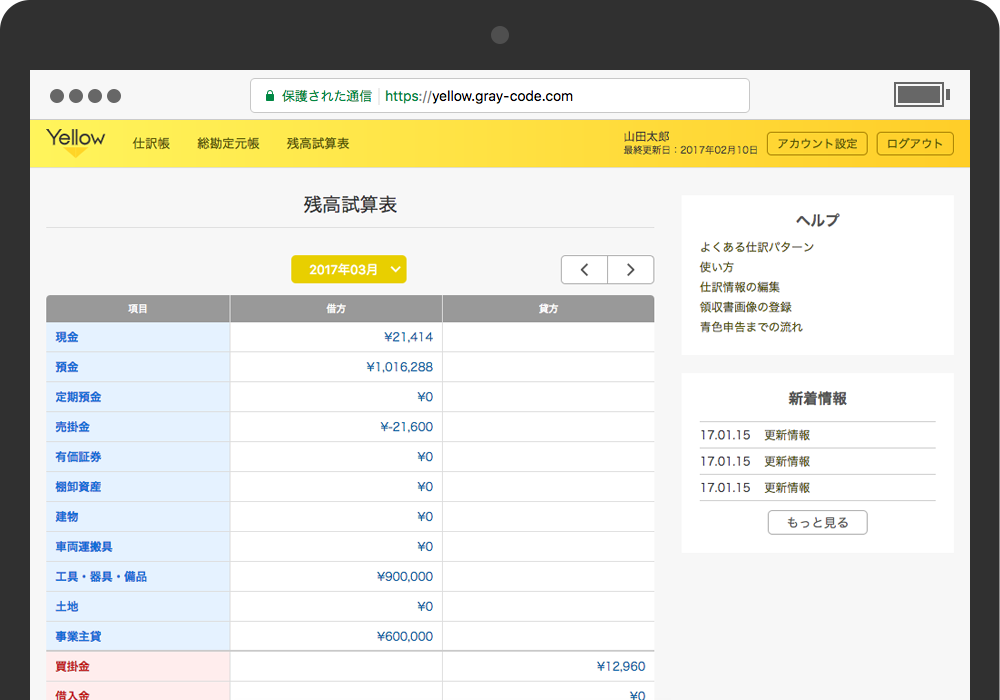 保護された通信 https://yellow.gray-code.com
Yellow 仕訳帳 総勘定元帳 残高試算表
山田太郎
最終更新日：2017年02月10日
アカウント設定 ログアウト
残高試算表
2017年03月
項目 借方 貸方
現金 ¥21,414
預金 ¥1,016,288
定期預金 ¥0
売掛金 ¥-21,600
有価証券 ¥0
棚卸資産 ¥0
建物 ¥0
車両運搬具 ¥0
工具・器具・備品 ¥900,000
土地 ¥0
事業主貸 ¥600,000
買掛金 ¥12,960
借入金 ¥0
ヘルプ
よくある仕訳パターン
使い方
仕訳情報の編集
領収書画像の登録
青色申告までの流れ
新着情報
17.01.15 更新情報
17.01.15 更新情報
17.01.15 更新情報
もっと見る